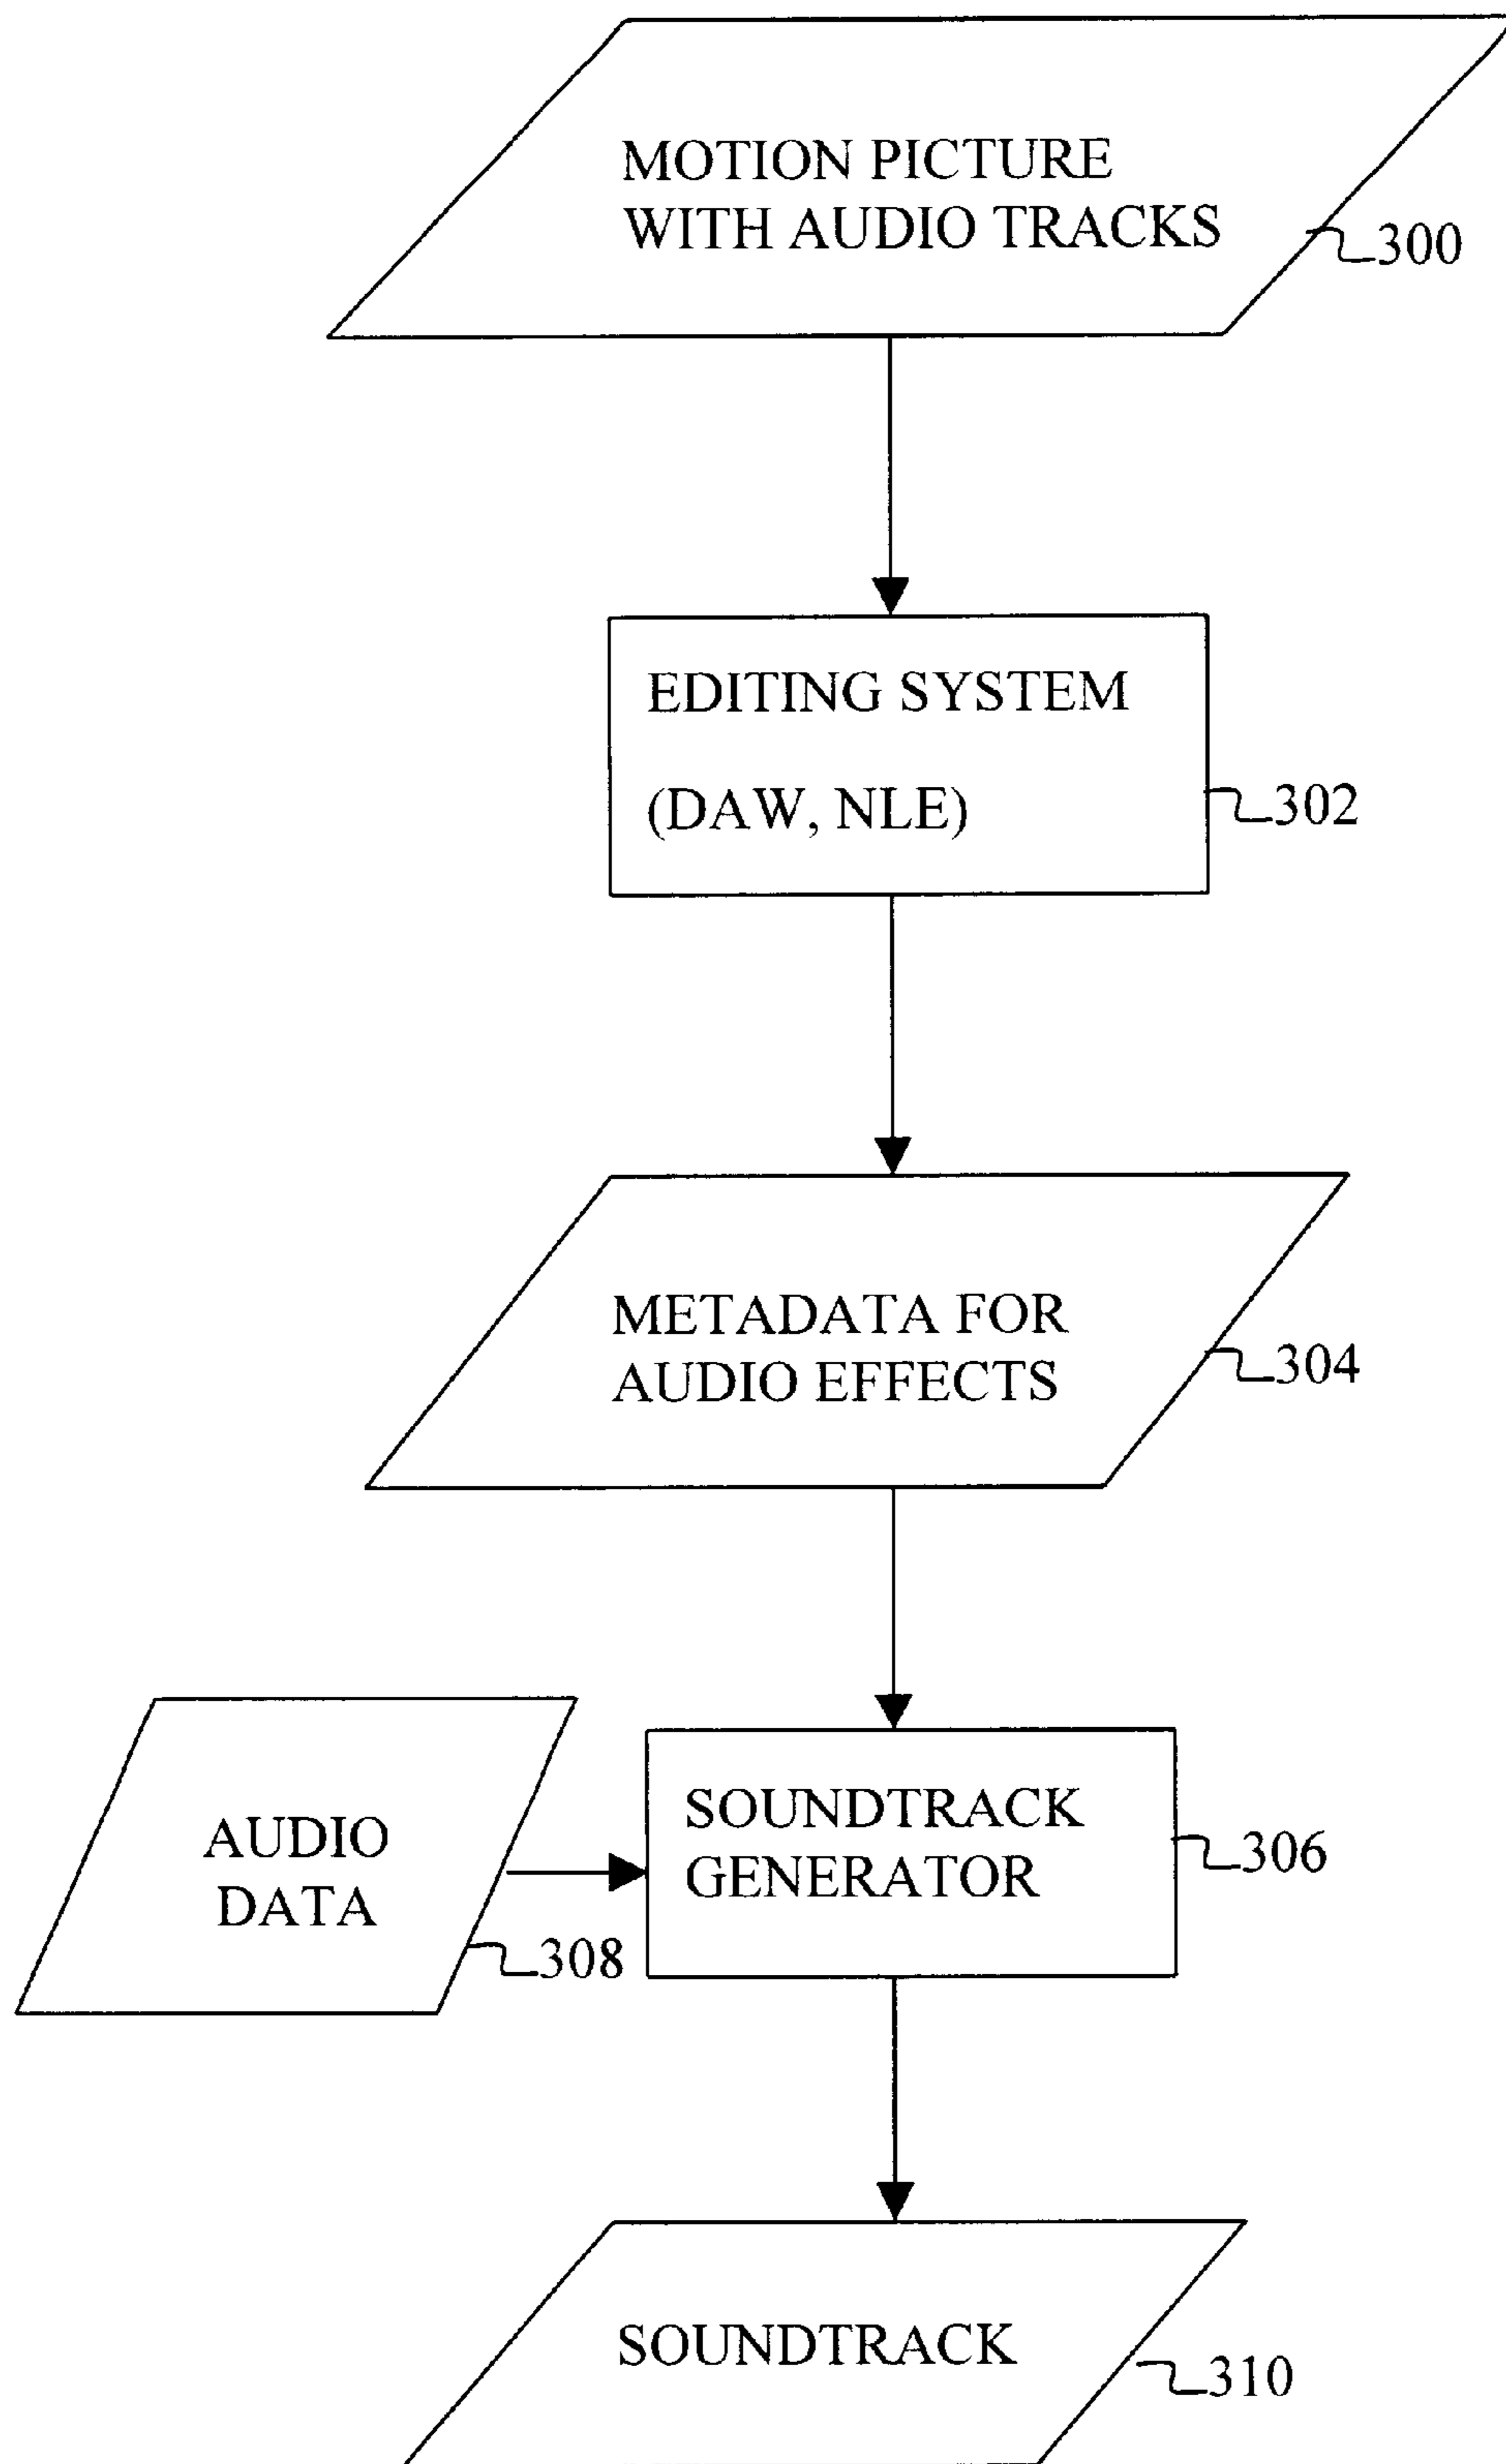 MOTION PICTURE
WITH AUDIO TRACKS
300
EDITING SYSTEM
(DAW, NLE)
302
METADATA FOR
AUDIO EFFECTS
304
AUDIO
DATA
308
SOUNDTRACK
GENERATOR
306
SOUNDTRACK
310